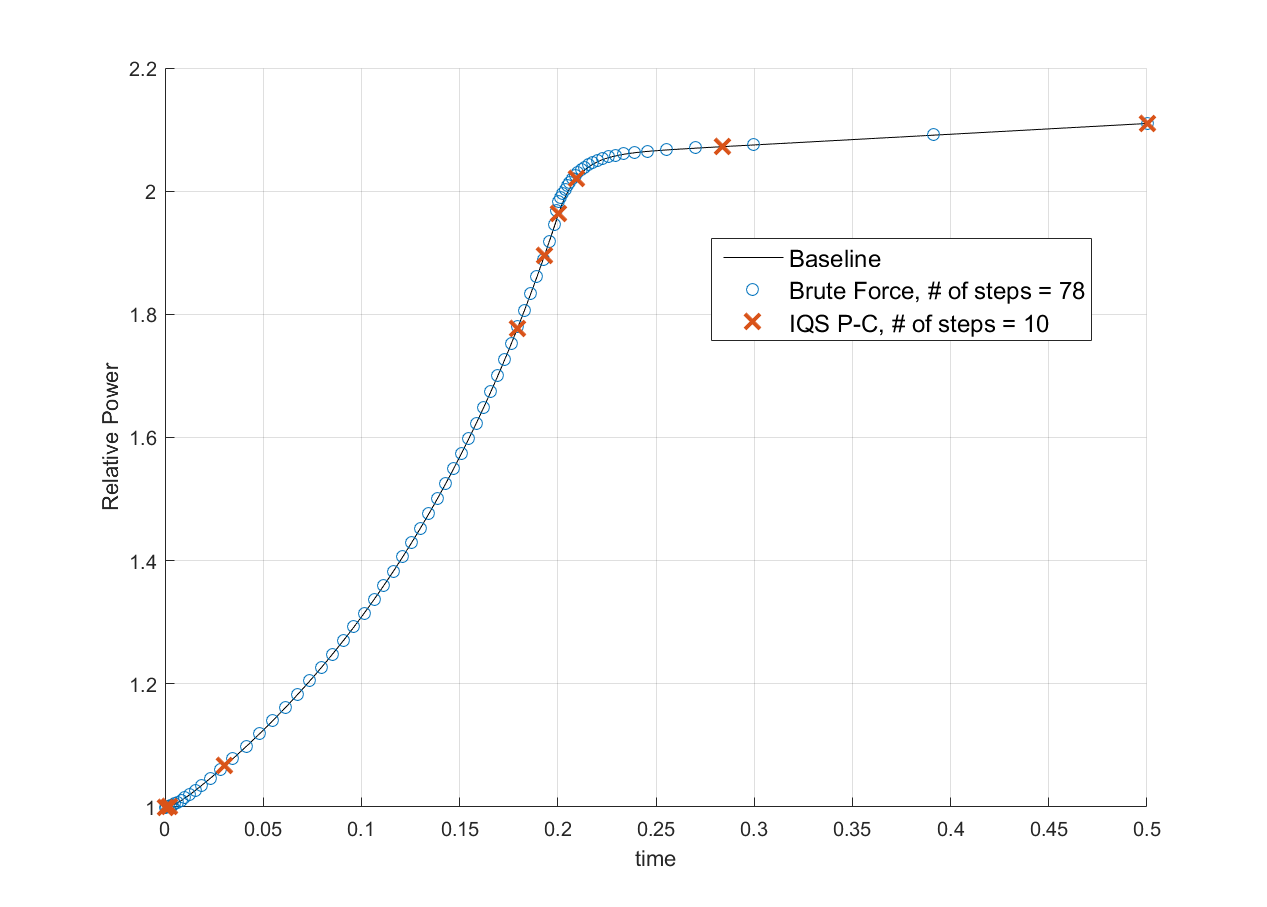 2.2
2
1.8
1.6
1.4
1.2
1
Relative Power
Baseline
Brute Force, # of steps = 78
IQS P-C, # of steps = 10
0 0.05 0.1 0.15 0.2 0.25 0.3 0.35 0.4 0.45 0.5
time